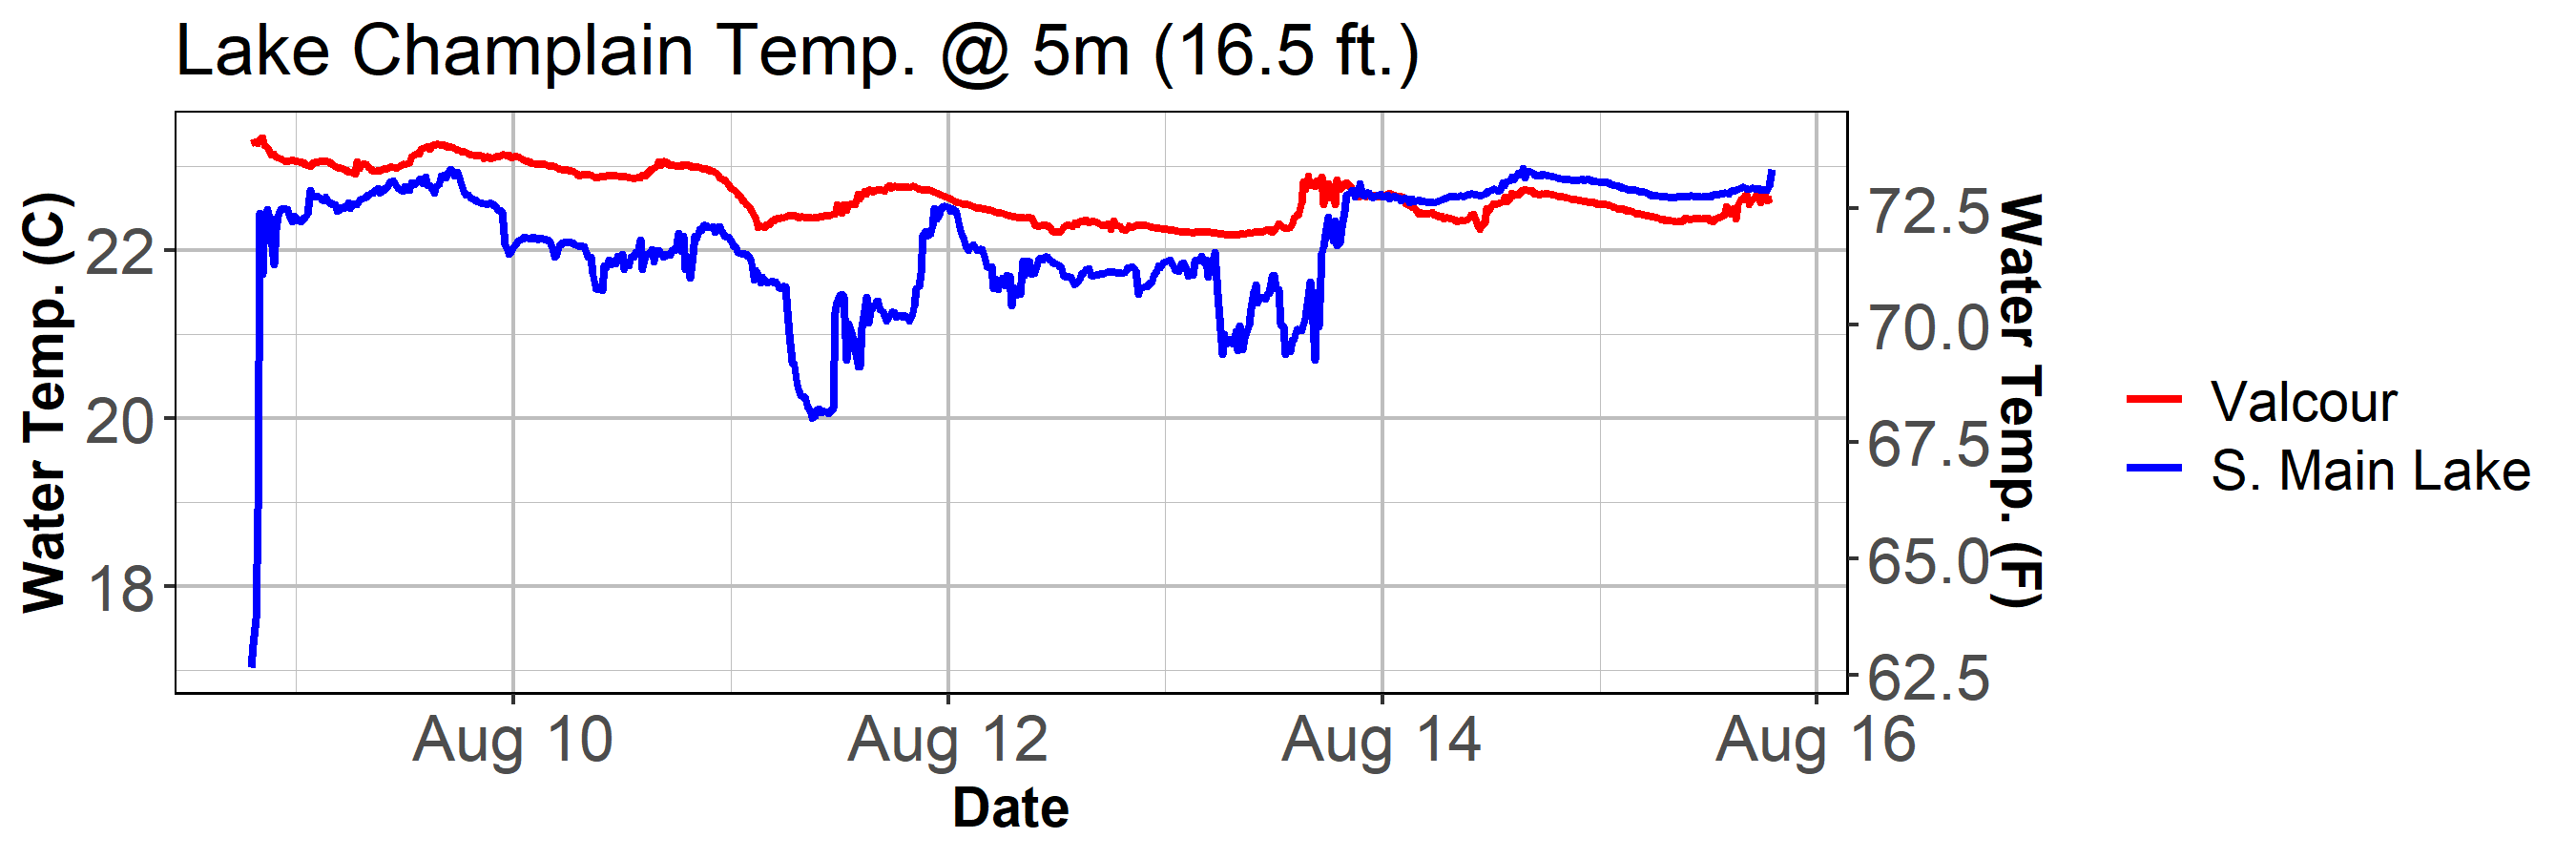 Lake Champlain Temp. @ 5m (16.5 ft.)
Water Temp. (C)
22
20
18
72.5
70.0
67.5
65.0
62.5
Water Temp. (F)
Valcour
S. Main Lake
Aug 10
Aug 12
Aug 14
Aug 16
Date